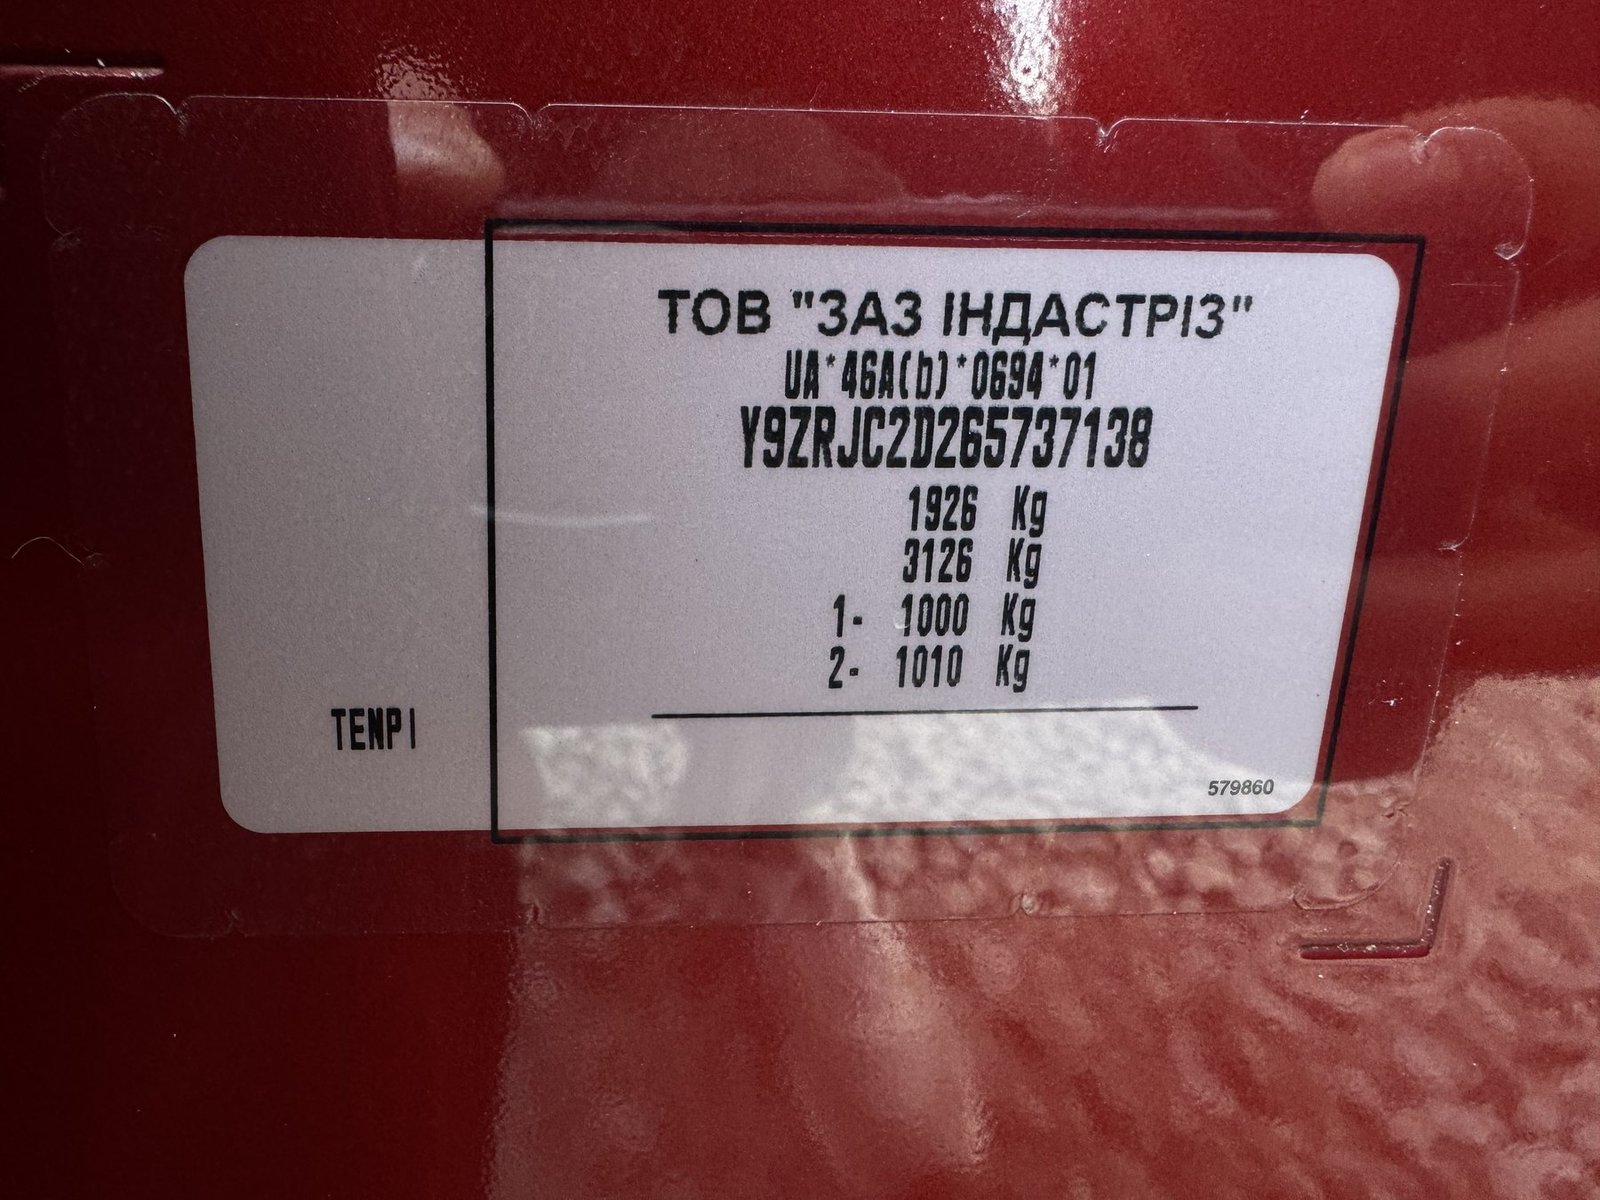 ТОВ "ЗАЗ ІНДАСТРІЗ"
UA*46A(b)*0694*01
Y9ZRJC2D265737138
1926 Kg
3126 Kg
1- 1000 Kg
2- 1010 Kg
TENPI
579860